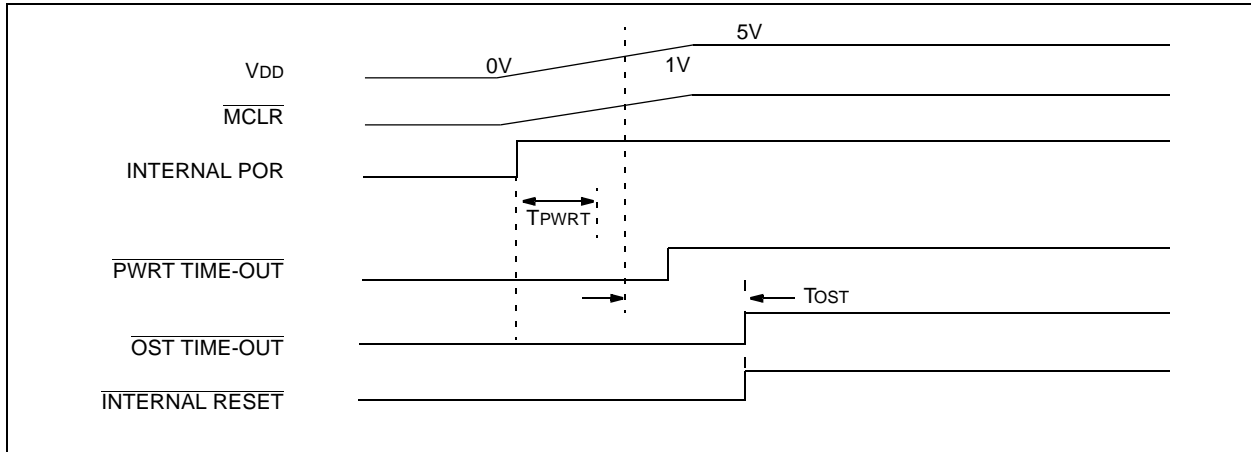 5V
VDD
0V
1V
MCLR
INTERNAL POR
TPWRT
PWRT TIME-OUT
TOST
OST TIME-OUT
INTERNAL RESET